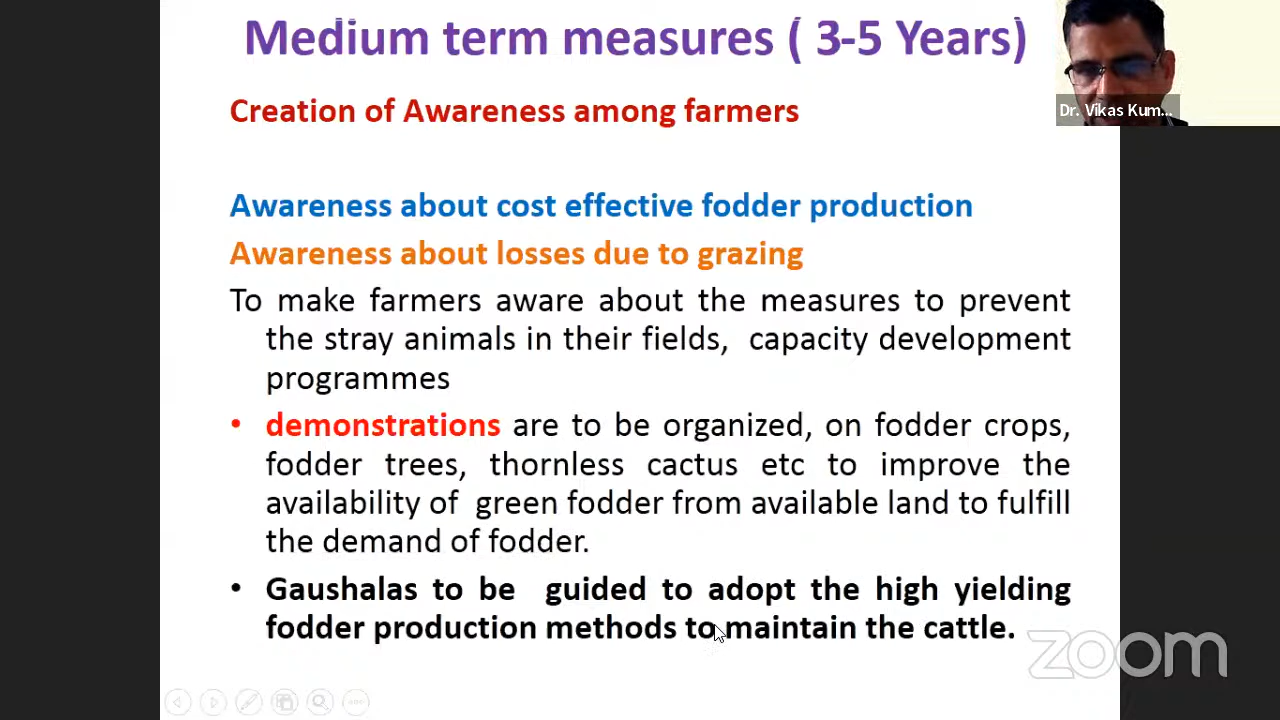 Medium term measures ( 3-5 Years)
Dr. Vikas Kum...
Creation of Awareness among farmers
Awareness about cost effective fodder production
Awareness about losses due to grazing
To make farmers aware about the measures to prevent
the stray animals in their fields, capacity development
programmes
• demonstrations are to be organized, on fodder crops,
fodder trees, thornless cactus etc to improve the
availability of green fodder from available land to fulfill
the demand of fodder.
• Gaushalas to be guided to adopt the high yielding
fodder production methods to maintain the cattle.
zoom